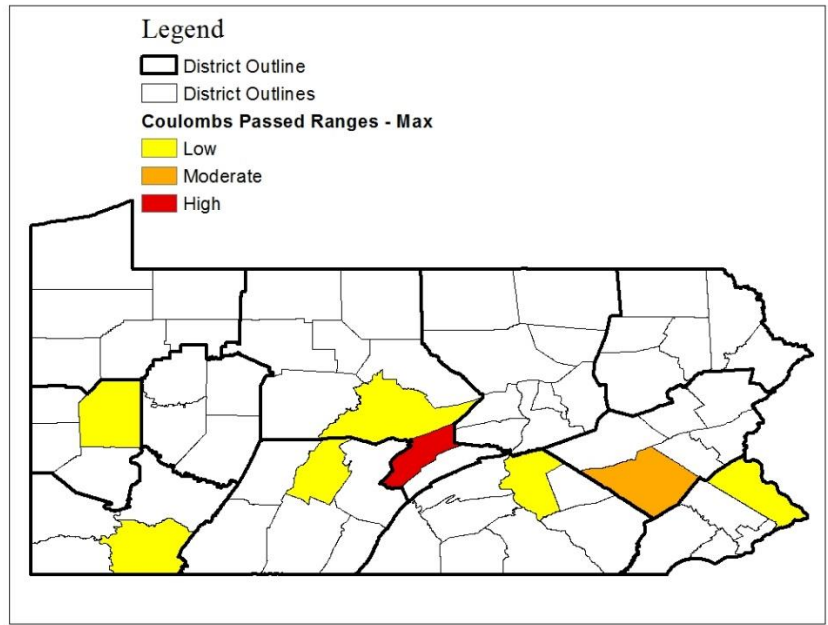 Legend
District Outline
District Outlines
Coulombs Passed Ranges - Max
Low
Moderate
High